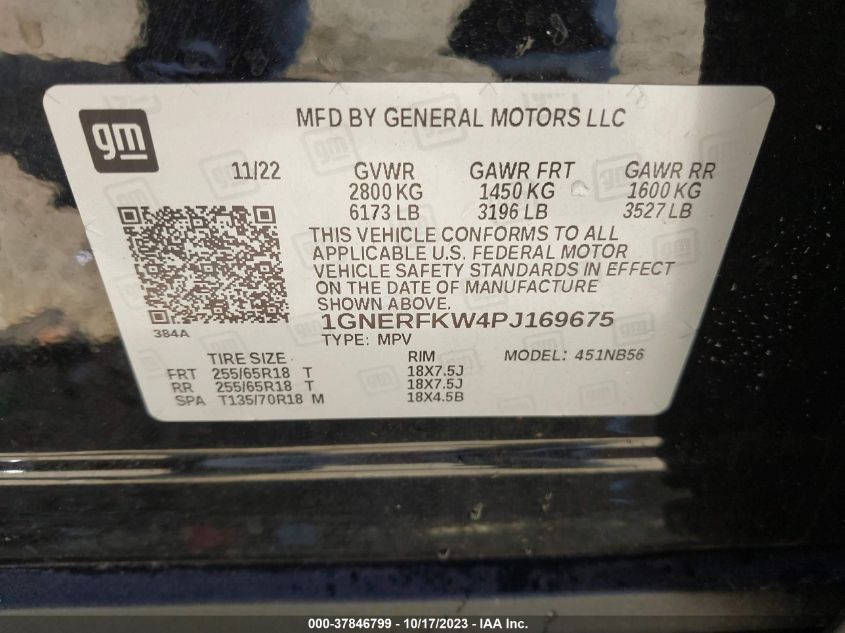 gm
MFD BY GENERAL MOTORS LLC
11/22 GVWR GAWR FRT GAWR RR
2800 KG 1450 KG 1600 KG
6173 LB 3196 LB 3527 LB
THIS VEHICLE CONFORMS TO ALL
APPLICABLE U.S. FEDERAL MOTOR
VEHICLE SAFETY STANDARDS IN EFFECT
ON THE DATE OF MANUFACTURE
SHOWN ABOVE.
384A
1GNERFKW4PJ169675
TYPE: MPV
TIRE SIZE RIM MODEL: 451NB56
FRT 255/65R18 T 18X7.5J
RR 255/65R18 T 18X7.5J
SPA T135/70R18 M 18X4.5B
000-37846799 - 10/17/2023 - IAA Inc.